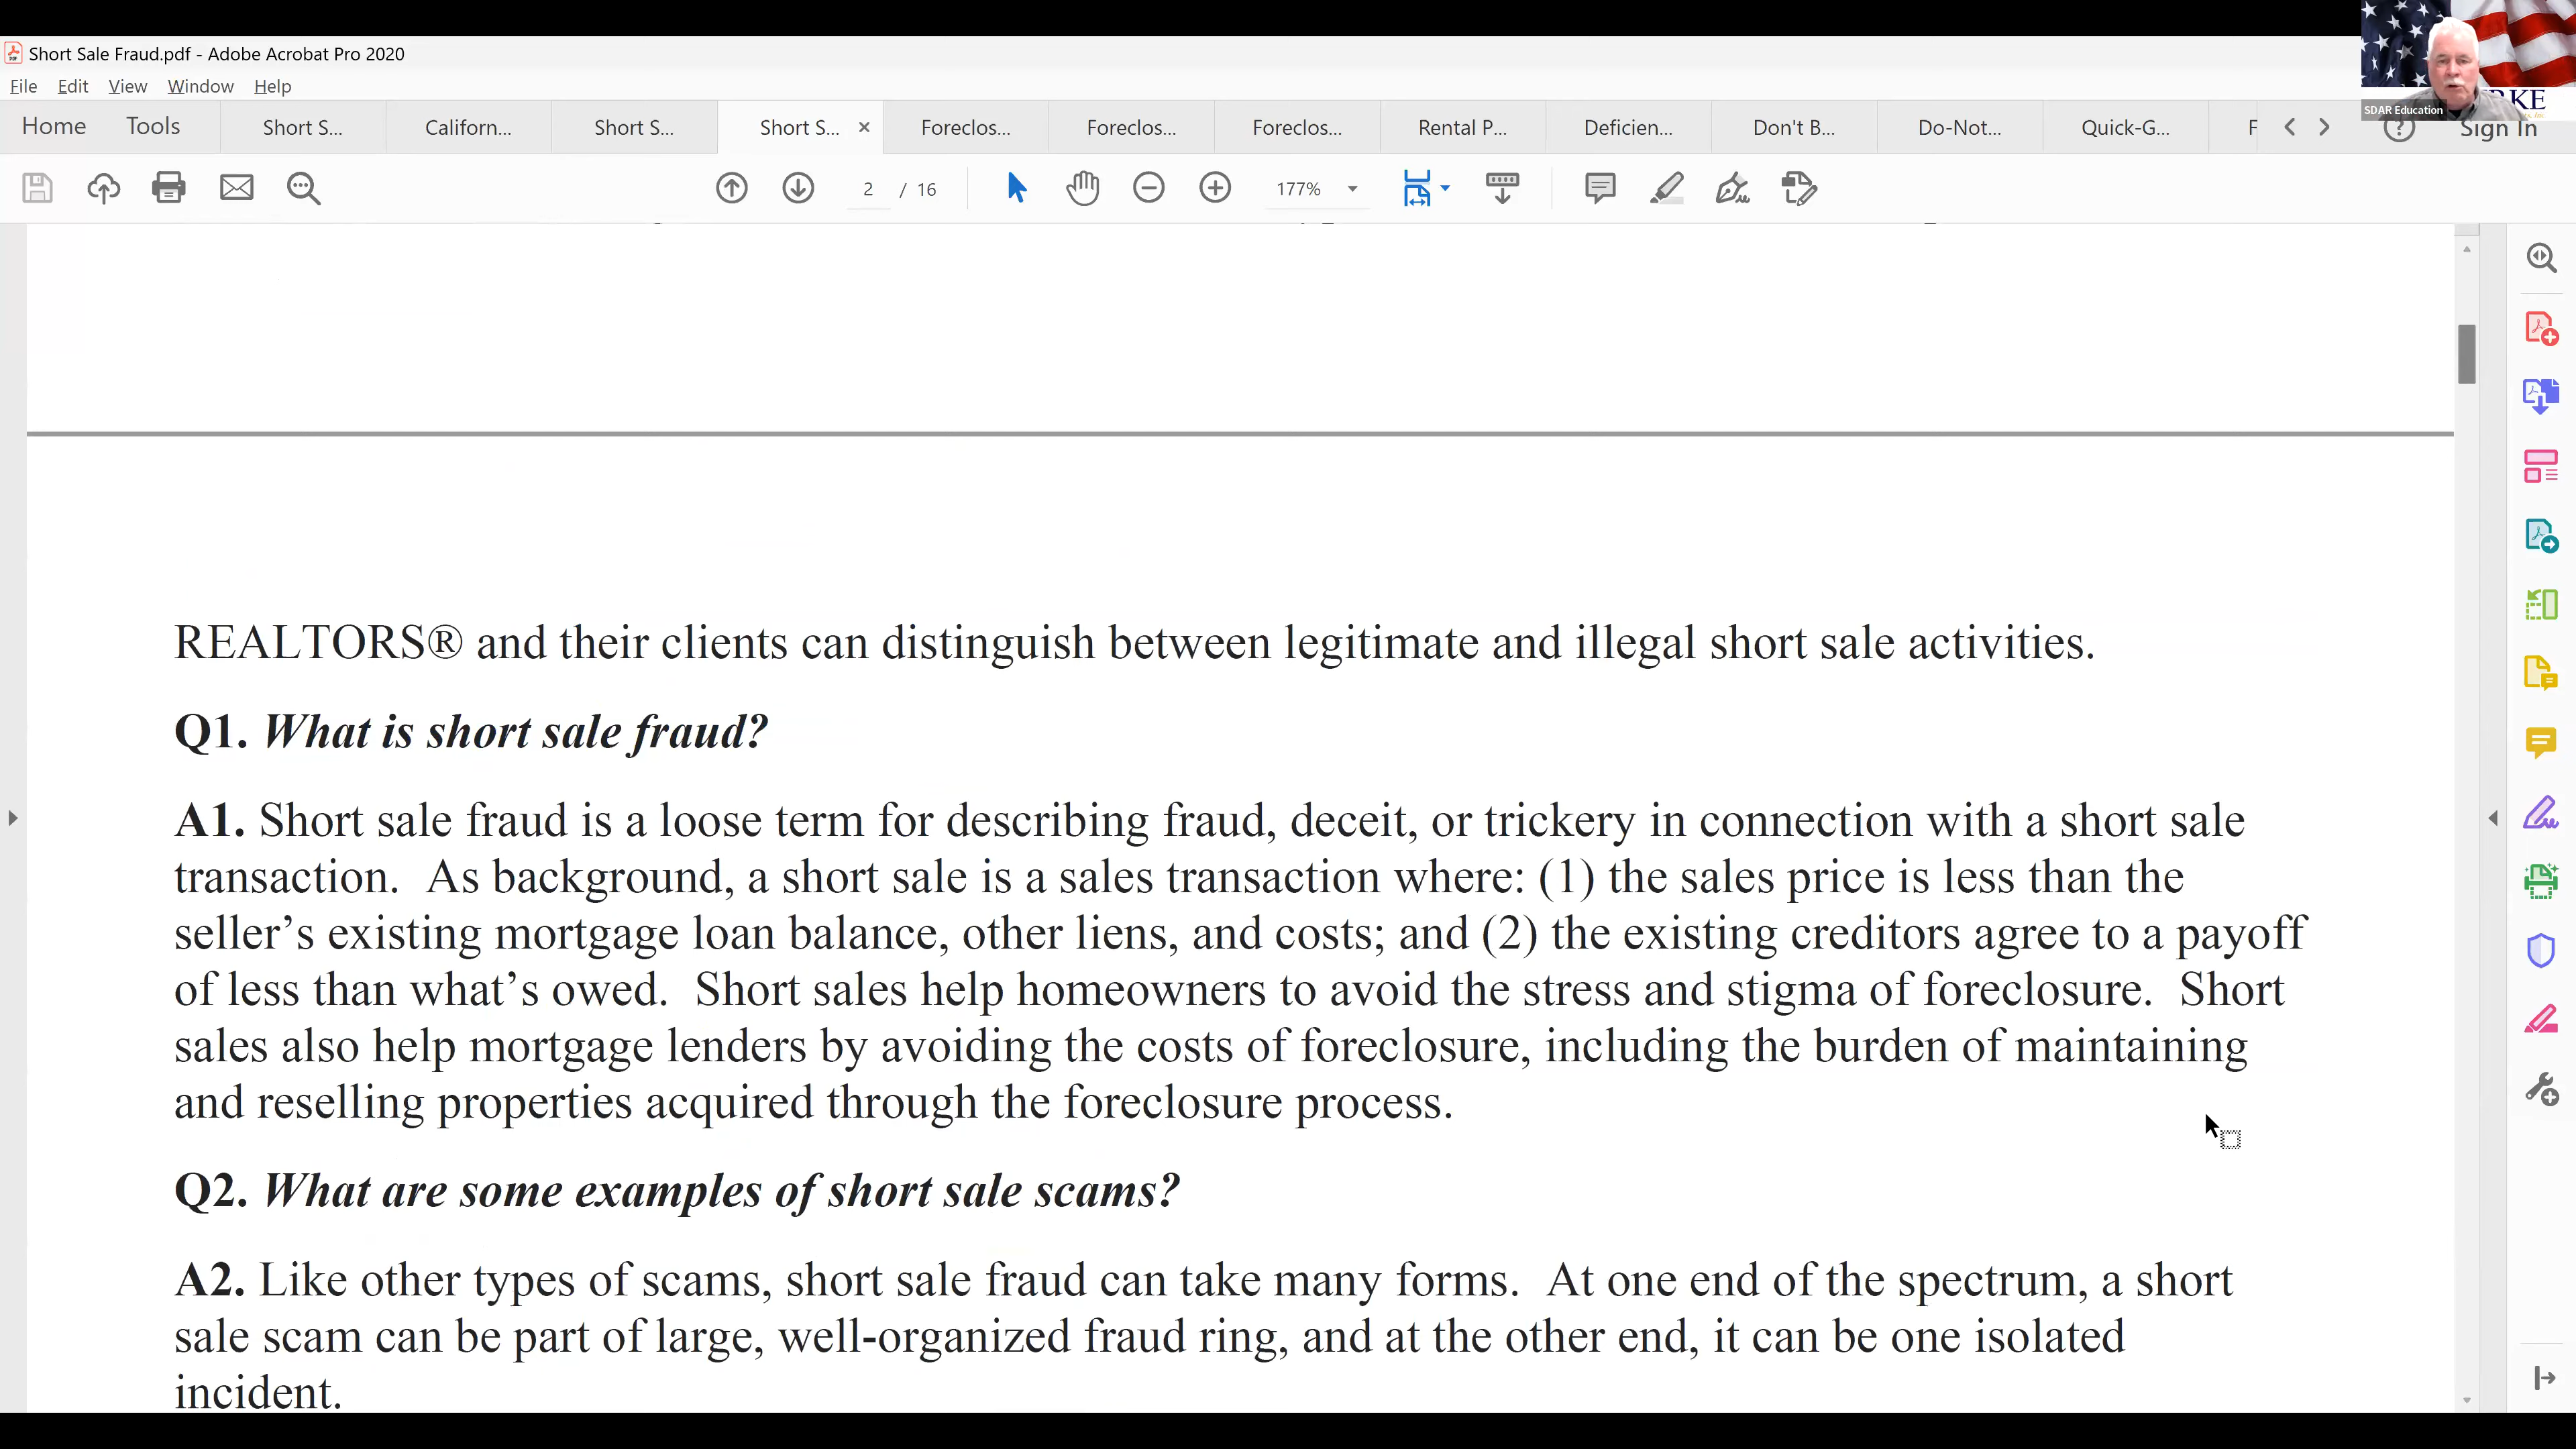 Short Sale Fraud.pdf - Adobe Acrobat Pro 2020
File Edit View Window Help
Home Tools Short S... Californ... Short S... Short S... × Foreclos... Foreclos... Foreclos... Rental P... Deficien... Don't B... Do-Not... Quick-G... F Sign In
SDAR Education
2 / 16 177%
REALTORS® and their clients can distinguish between legitimate and illegal short sale activities.
Q1. What is short sale fraud?
A1. Short sale fraud is a loose term for describing fraud, deceit, or trickery in connection with a short sale
transaction. As background, a short sale is a sales transaction where: (1) the sales price is less than the
seller’s existing mortgage loan balance, other liens, and costs; and (2) the existing creditors agree to a payoff
of less than what’s owed. Short sales help homeowners to avoid the stress and stigma of foreclosure. Short
sales also help mortgage lenders by avoiding the costs of foreclosure, including the burden of maintaining
and reselling properties acquired through the foreclosure process.
Q2. What are some examples of short sale scams?
A2. Like other types of scams, short sale fraud can take many forms. At one end of the spectrum, a short
sale scam can be part of large, well-organized fraud ring, and at the other end, it can be one isolated
incident.